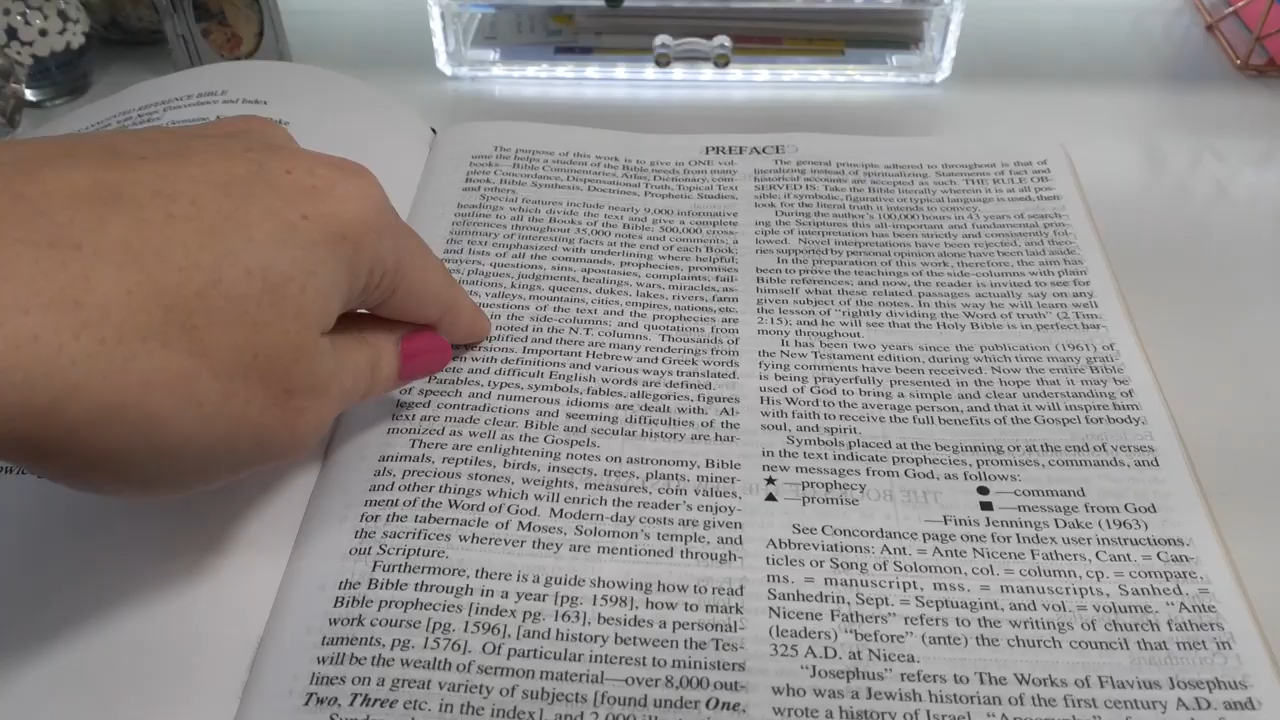 ANNOTATED REFERENCE BIBLE
with Notes, Concordance and Index
Germaine,
PREFACE
The purpose of this work is to give in ONE vol-
ume the helps a student of the Bible needs from many
books—Bible Commentaries, Atlas, Dictionary, com-
plete Concordance, Dispensational Truth, Topical Text
Book, Bible Synthesis, Doctrines, Prophetic Studies,
and others.
Special features include nearly 9,000 informative
headings which divide the text and give a complete
outline to all the Books of the Bible; 500,000 cross-
references throughout 35,000 notes and comments; a
summary of interesting facts at the end of each Book;
the text emphasized with underlining where helpful;
and lists of all the commands, prophecies, promises
rayers, questions, sins, apostasies, complaints, fail-
es, plagues, judgments, healings, wars, miracles, as-
nations, kings, queens, dukes, lakes, rivers, farm
ts, valleys, mountains, cities, empires, nations, etc.
questions of the text and the prophecies are
in the side-columns; and quotations from
noted in the N.T. columns. Thousands of
plified and there are many renderings from
versions. Important Hebrew and Greek words
en with definitions and various ways translated.
ete and difficult English words are defined.
Parables, types, symbols, fables, allegories, figures
of speech and numerous idioms are dealt with. Al-
leged contradictions and seeming difficulties of the
text are made clear. Bible and secular history are har-
monized as well as the Gospels.
There are enlightening notes on astronomy, Bible
animals, reptiles, birds, insects, trees, plants, miner-
als, precious stones, weights, measures, coin values,
and other things which will enrich the reader's enjoy-
ment of the Word of God. Modern-day costs are given
for the tabernacle of Moses, Solomon's temple, and
the sacrifices wherever they are mentioned through-
out Scripture.
Furthermore, there is a guide showing how to read
the Bible through in a year [pg. 1598], how to mark
Bible prophecies [index pg. 163], besides a personal-
work course [pg. 1596], [and history between the Tes-
taments, pg. 1576]. Of particular interest to ministers
will be the wealth of sermon material—over 8,000 out-
lines on a great variety of subjects [found under One,
Two, Three etc. in the index], and 2,000
The general principle adhered to throughout is that of
literalizing instead of spiritualizing. Statements of fact and
historical accounts are accepted as such. THE RULE OB-
SERVED IS: Take the Bible literally wherein it is at all pos-
sible; if symbolic, figurative or typical language is used, then
look for the literal truth it intends to convey.
During the author's 100,000 hours in 43 years of search-
ing the Scriptures this all-important and fundamental prin-
ciple of interpretation has been strictly and consistently fol-
lowed. Novel interpretations have been rejected, and theo-
ries supported by personal opinion alone have been laid aside.
In the preparation of this work, therefore, the aim has
been to prove the teachings of the side-columns with plain
Bible references; and now, the reader is invited to see for
himself what these related passages actually say on any
given subject of the notes. In this way he will learn well
the lesson of "rightly dividing the Word of truth" (2 Tim.
2:15); and he will see that the Holy Bible is in perfect har-
mony throughout.
It has been two years since the publication (1961) of
the New Testament edition, during which time many grati-
fying comments have been received. Now the entire Bible
is being prayerfully presented in the hope that it may be
used of God to bring a simple and clear understanding of
His Word to the average person, and that it will inspire him
with faith to receive the full benefits of the Gospel for body,
soul, and spirit.
Symbols placed at the beginning or at the end of verses
in the text indicate prophecies, promises, commands, and
new messages from God, as follows:
★—prophecy ●—command
▲—promise ■—message from God
—Finis Jennings Dake (1963)
See Concordance page one for Index user instructions.
Abbreviations: Ant. = Ante Nicene Fathers, Cant. = Can-
ticles or Song of Solomon, col. = column, cp. = compare,
ms. = manuscript, mss. = manuscripts, Sanhed. =
Sanhedrin, Sept. = Septuagint, and vol. = volume. "Ante
Nicene Fathers" refers to the writings of church fathers
(leaders) "before" (ante) the church council that met in
325 A.D. at Nicea.
"Josephus" refers to The Works of Flavius Josephus
who was a Jewish historian of the first century A.D. and
wrote a history of Israel.